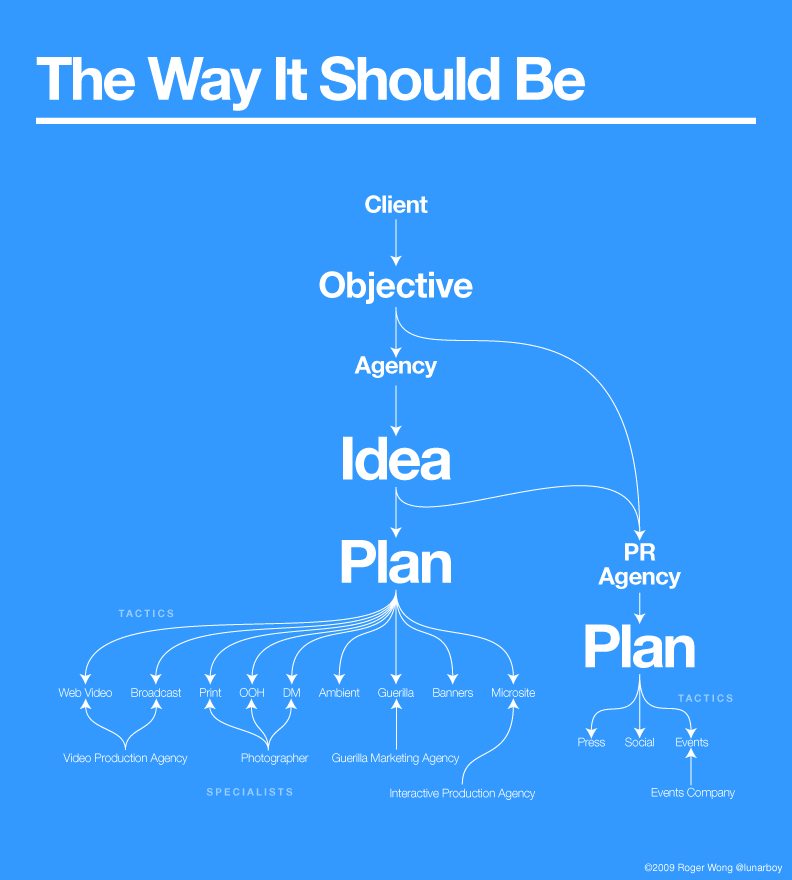 The Way It Should Be
Client
Objective
Agency
Idea
Plan
PR
Agency
Plan
TACTICS
Web Video
Broadcast
Print
OOH
DM
Ambient
Guerilla
Banners
Microsite
Video Production Agency
Photographer
Guerilla Marketing Agency
Interactive Production Agency
SPECIALISTS
TACTICS
Press
Social
Events
Events Company
©2009 Roger Wong @lunarboy